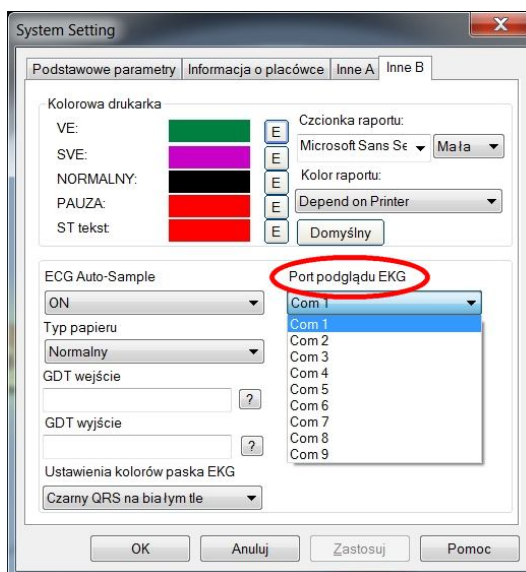 System Setting
Podstawowe parametry Informacja o placówce Inne A Inne B
Kolorowa drukarka
VE: E
SVE: E
NORMALNY: E
PAUZA: E
ST tekst: E
Czcionka raportu:
Microsoft Sans Se Mała
Kolor raportu:
Depend on Printer
Domyślny
ECG Auto-Sample
ON
Typ papieru
Normalny
GDT wejście
?
GDT wyjście
?
Ustawienia kolorów paska EKG
Czarny QRS na białym tle
Port podglądu EKG
Com 1
Com 1
Com 2
Com 3
Com 4
Com 5
Com 6
Com 7
Com 8
Com 9
OK Anuluj Zastosuj Pomoc